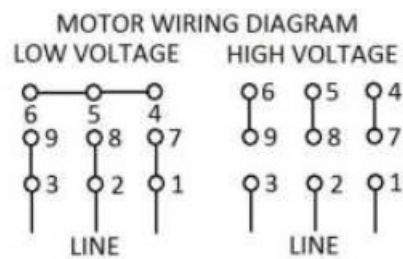 MOTOR WIRING DIAGRAM
LOW VOLTAGE HIGH VOLTAGE
6 5 4 6 5 4
9 8 7 9 8 7
3 2 1 3 2 1
LINE LINE